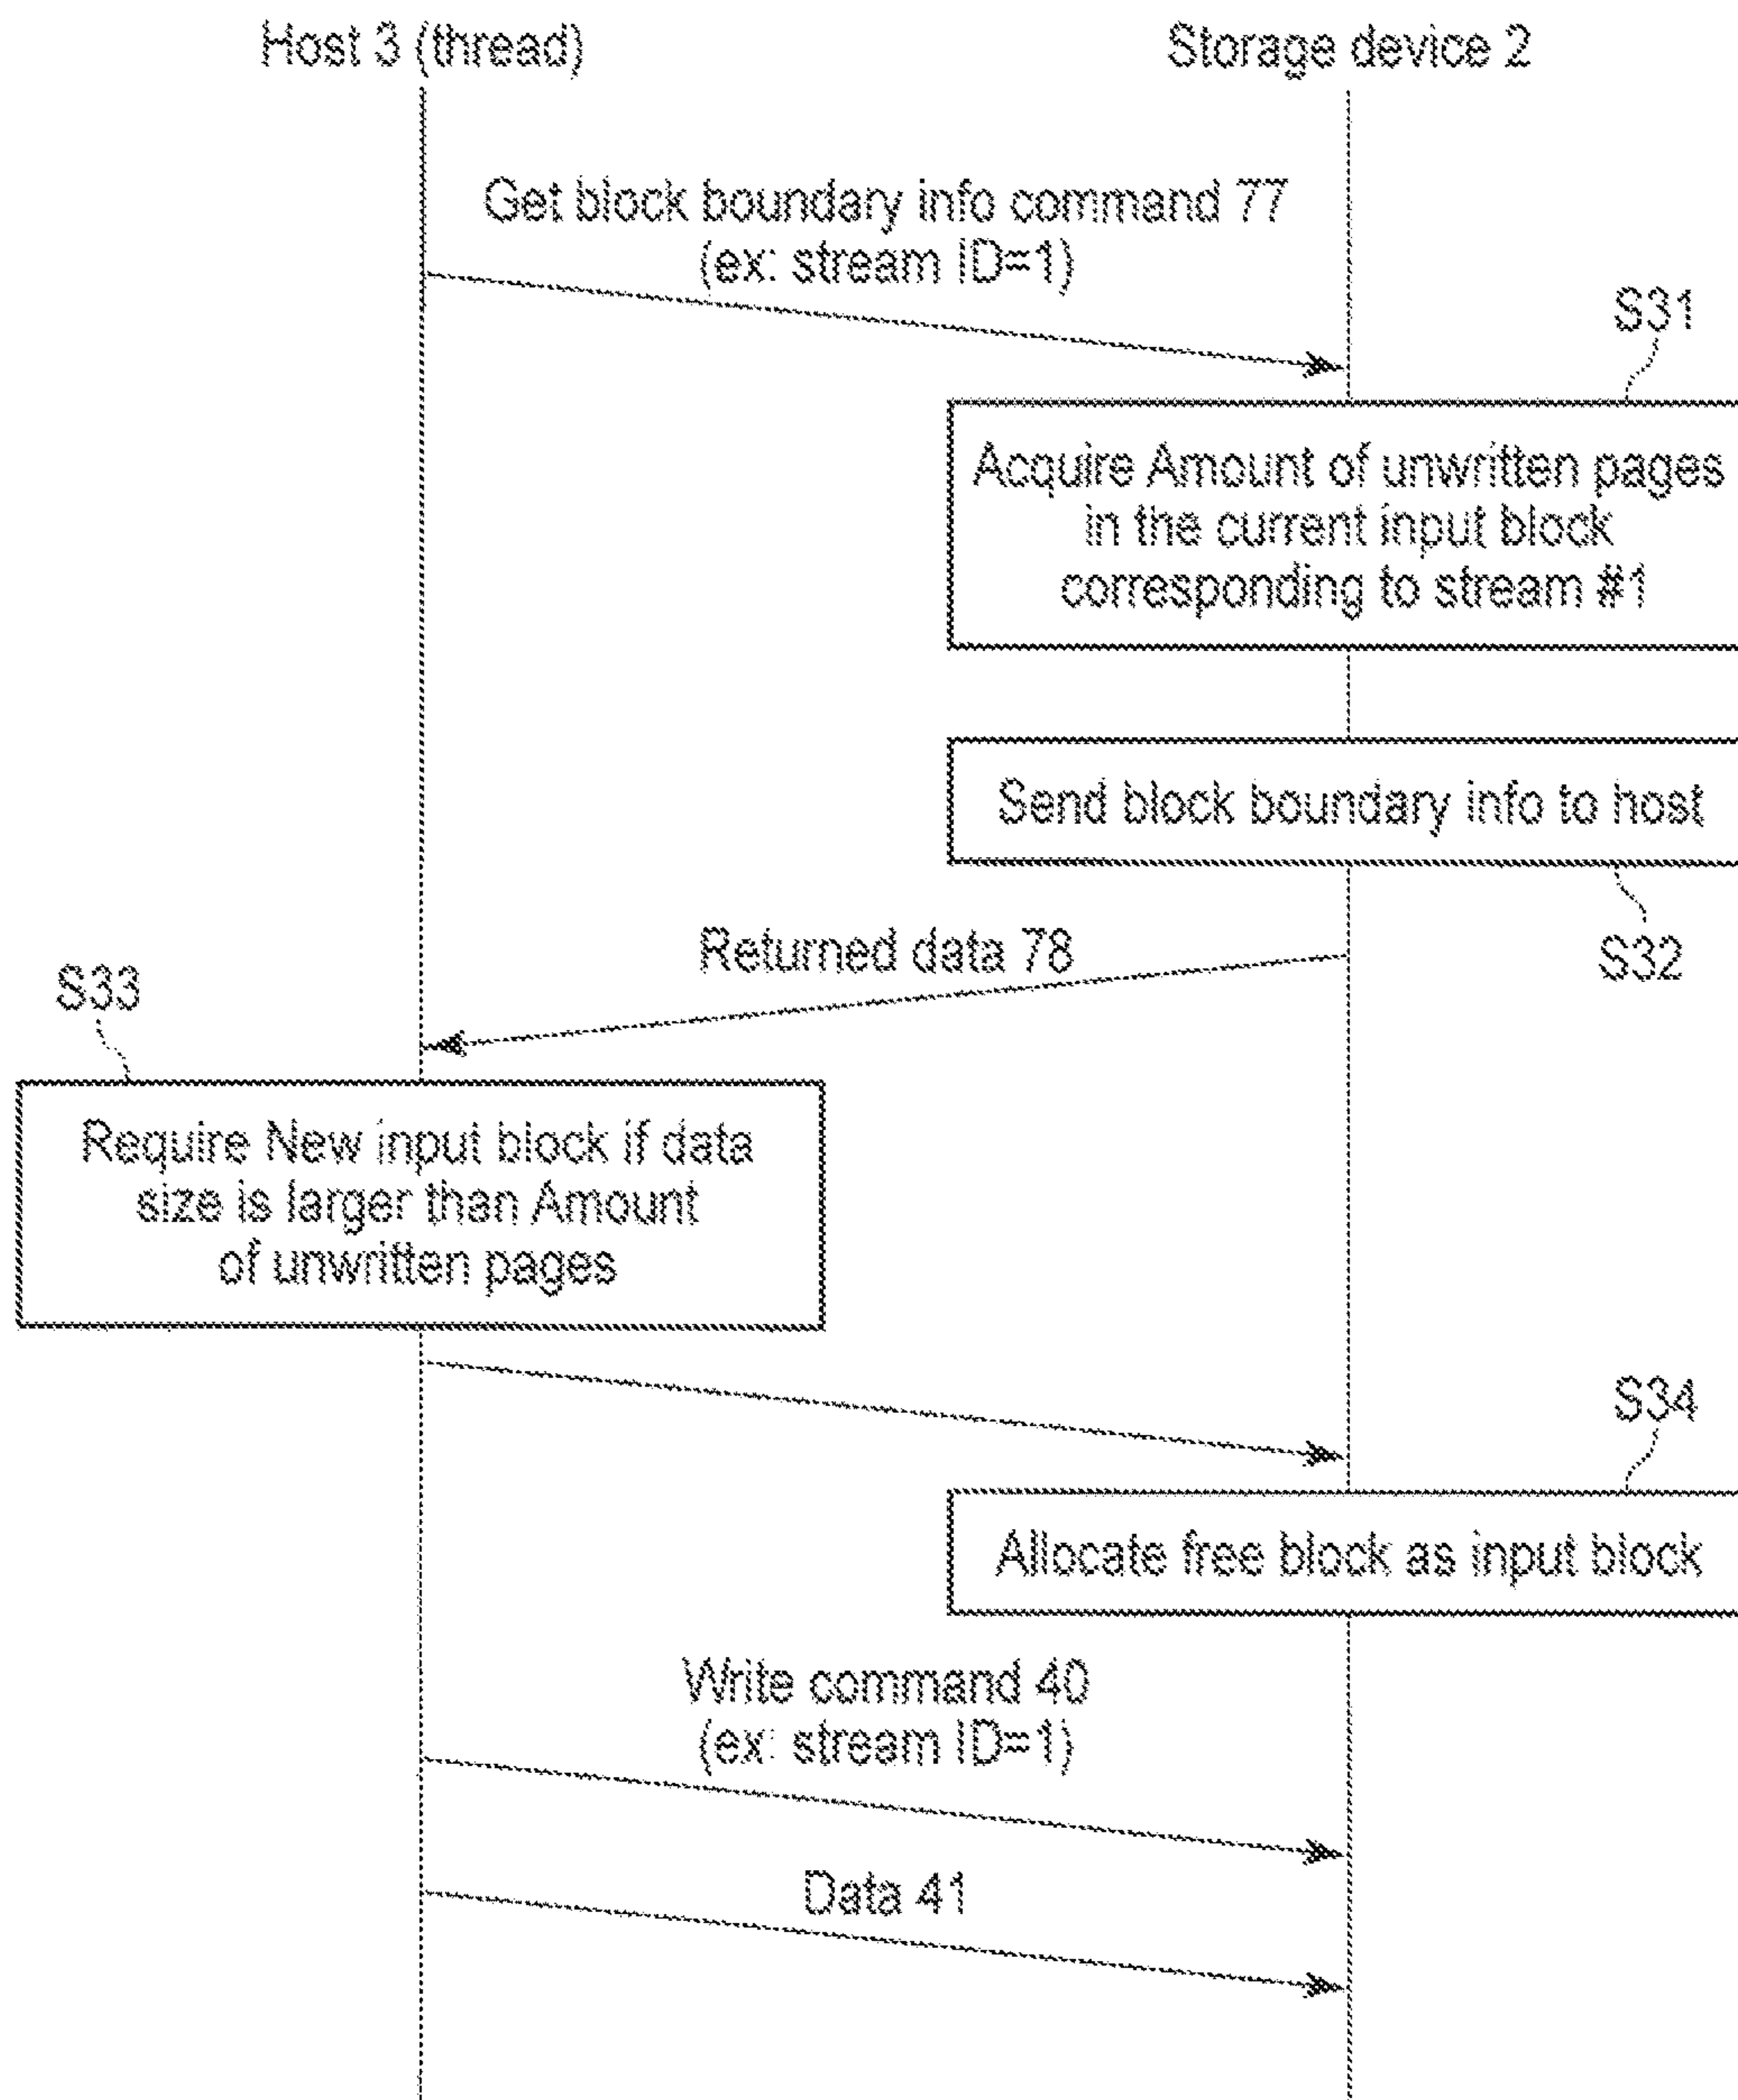 Host 3 (thread)
Storage device 2
Get block boundary info command 77
(ex: stream ID=1)
S31
Acquire Amount of unwritten pages
in the current input block
corresponding to stream #1
Send block boundary info to host
S32
Returned data 78
S33
Require New input block if data
size is larger than Amount
of unwritten pages
S34
Allocate free block as input block
Write command 40
(ex: stream ID=1)
Data 41